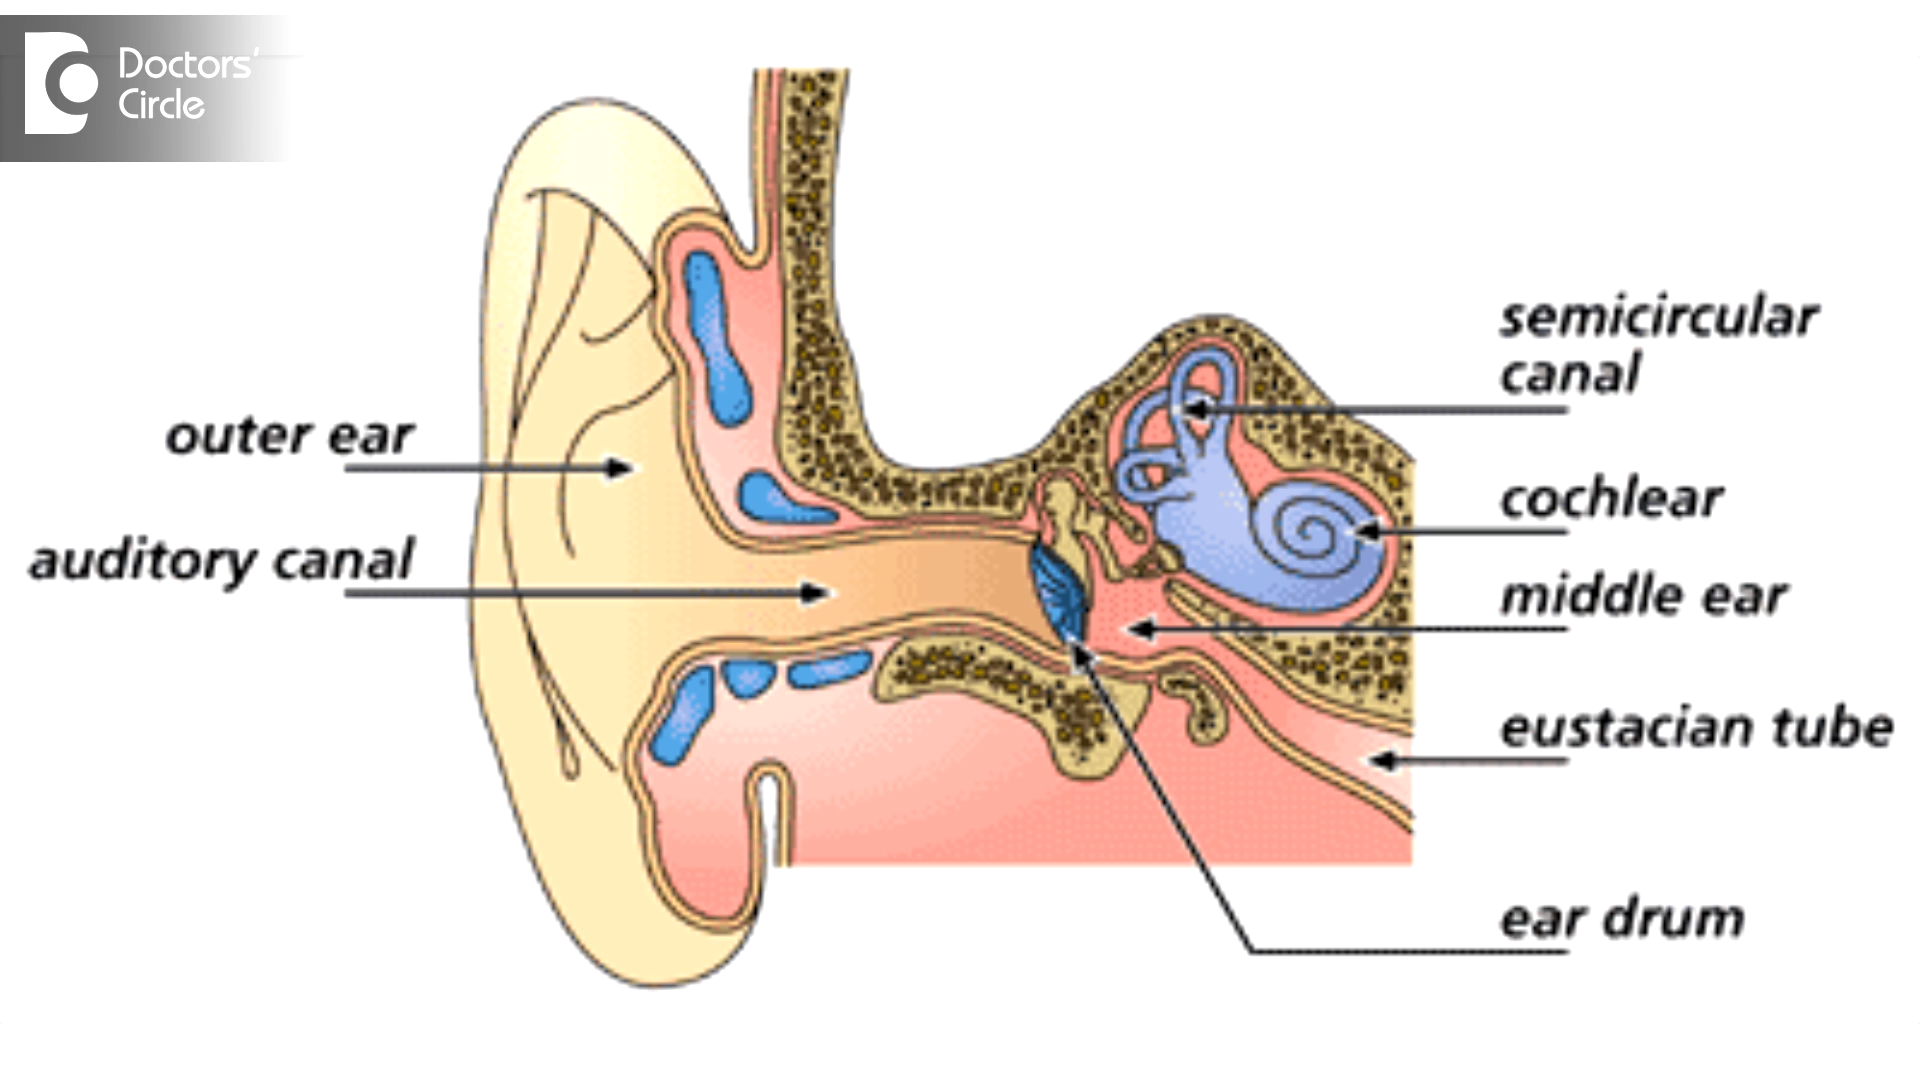 Doctors'
Circle
semicircular
canal
outer ear
cochlear
auditory canal
middle ear
eustacian tube
ear drum